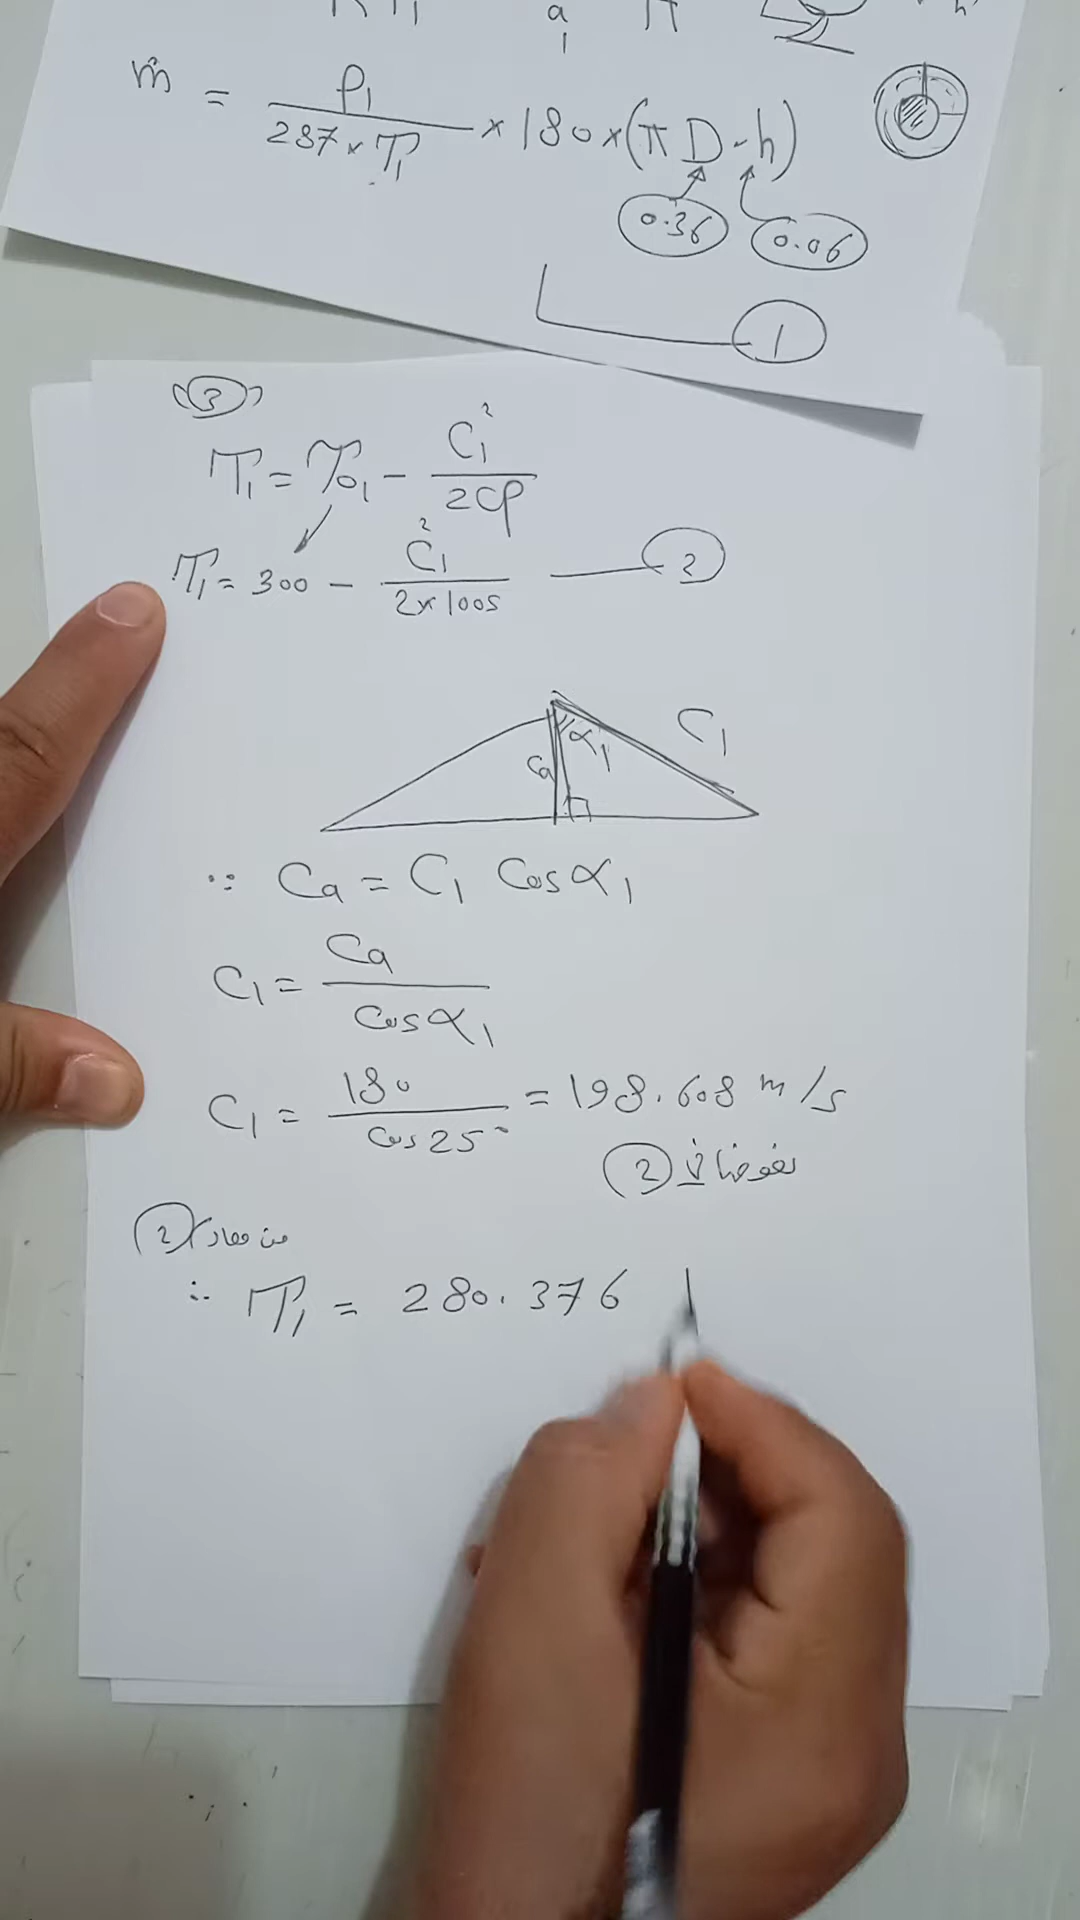 ṁ = P₁ / 287 × T₁ × 180 × (π D - h)
0.36 0.06
1
3
T₁ = T₀₁ - C₁² / 2Cp
T₁ = 300 - C₁² / 2×1005 — 2
C₁
α₁
Ca
∵ Ca = C₁ Cos α₁
C₁ = Ca / Cos α₁
C₁ = 180 / Cos 25° = 198.608 m/s
نعوضها في 2
من معادلة 2
∴ T₁ = 280.376